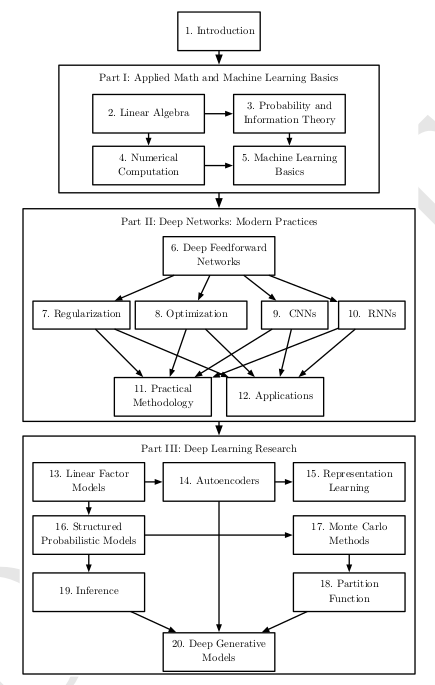 1. Introduction
Part I: Applied Math and Machine Learning Basics
2. Linear Algebra
3. Probability and
Information Theory
4. Numerical
Computation
5. Machine Learning
Basics
Part II: Deep Networks: Modern Practices
6. Deep Feedforward
Networks
7. Regularization
8. Optimization
9. CNNs
10. RNNs
11. Practical
Methodology
12. Applications
Part III: Deep Learning Research
13. Linear Factor
Models
14. Autoencoders
15. Representation
Learning
16. Structured
Probabilistic Models
17. Monte Carlo
Methods
19. Inference
18. Partition
Function
20. Deep Generative
Models